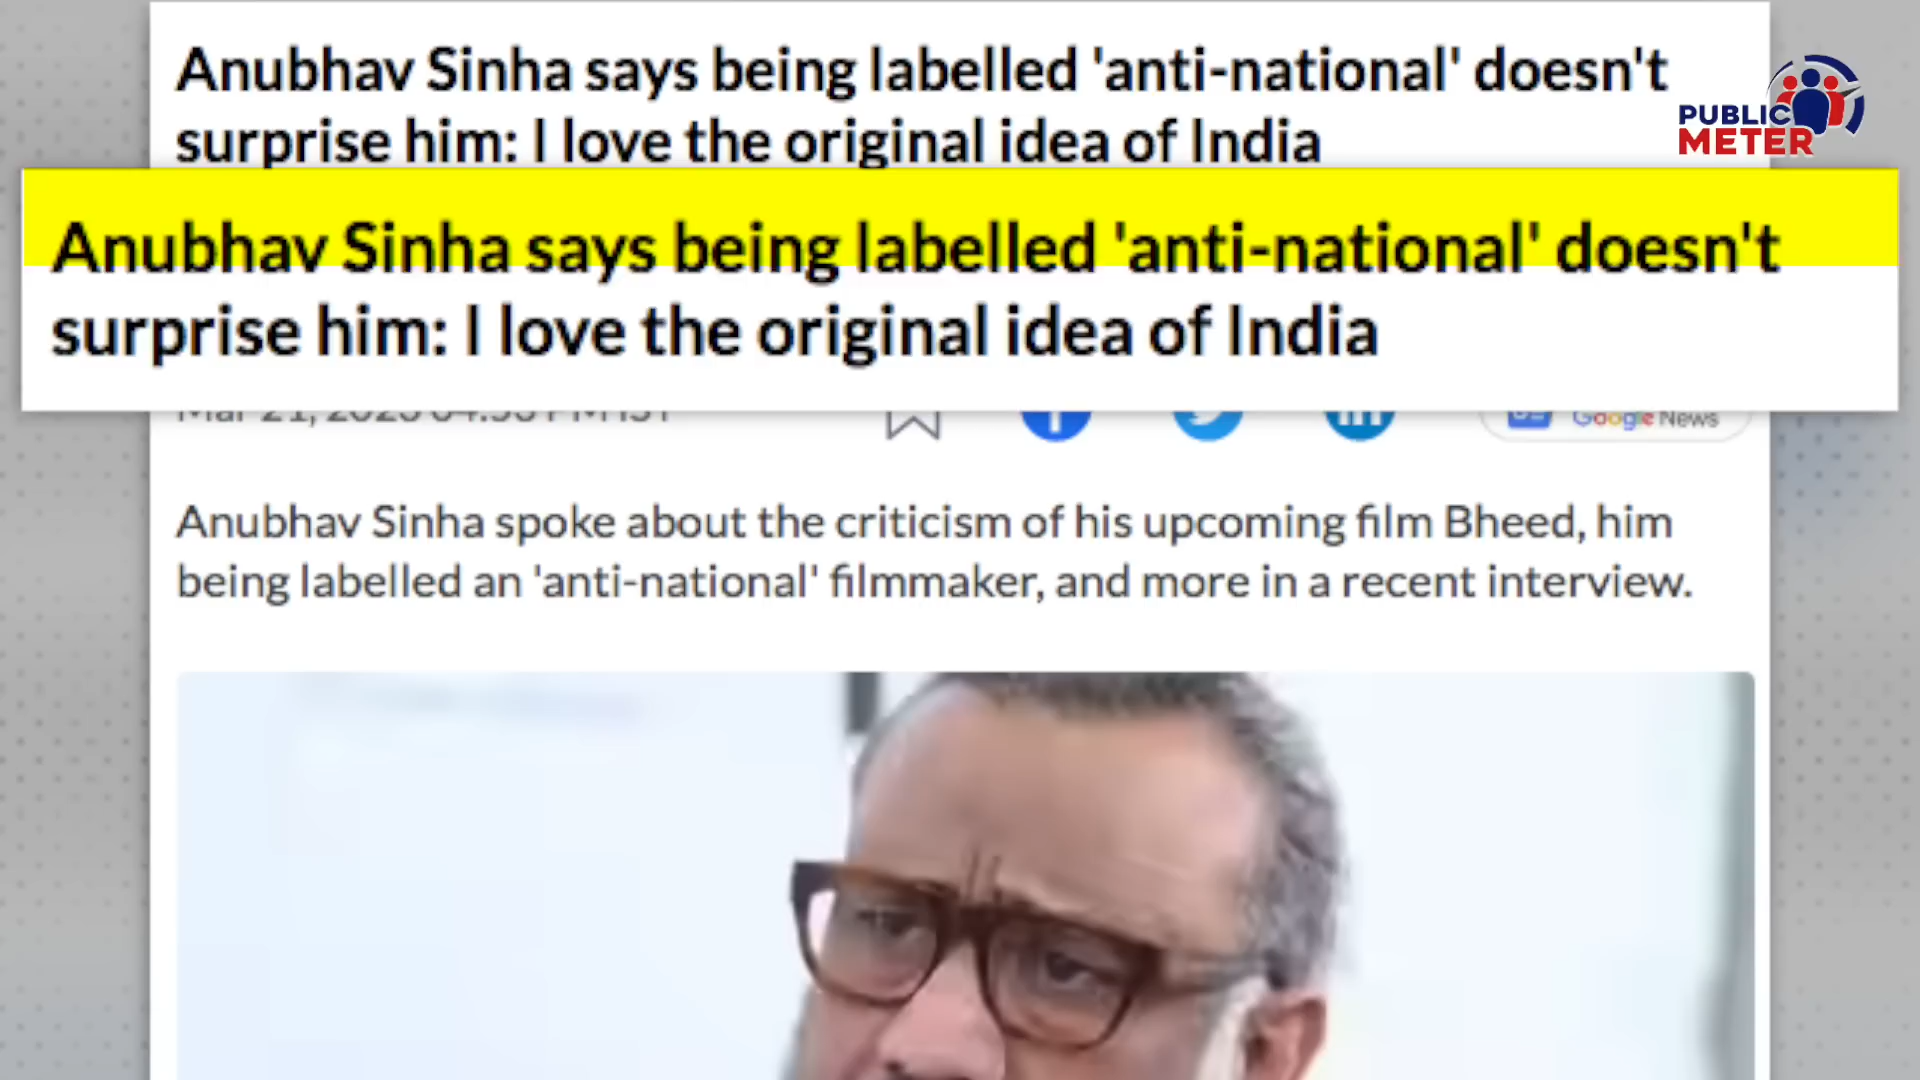 Anubhav Sinha says being labelled 'anti-national' doesn't
surprise him: I love the original idea of India
PUBLIC
METER
Anubhav Sinha says being labelled 'anti-national' doesn't
surprise him: I love the original idea of India
Google News
Anubhav Sinha spoke about the criticism of his upcoming film Bheed, him
being labelled an 'anti-national' filmmaker, and more in a recent interview.